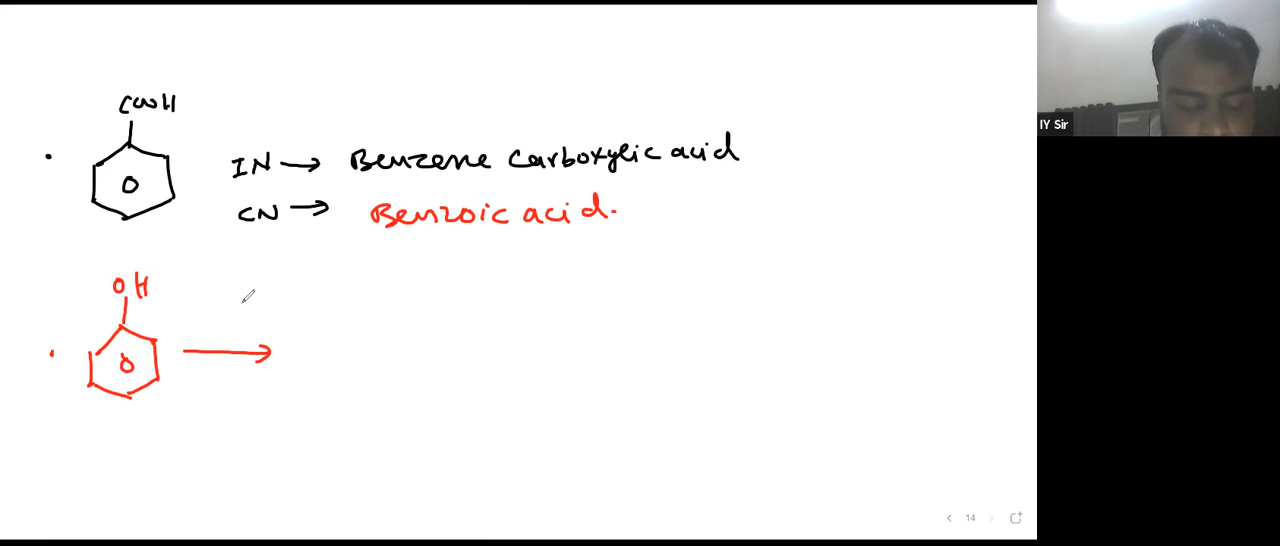 COOH
IN → Benzene carboxylic acid
CN → Benzoic acid.
OH
IY Sir
14